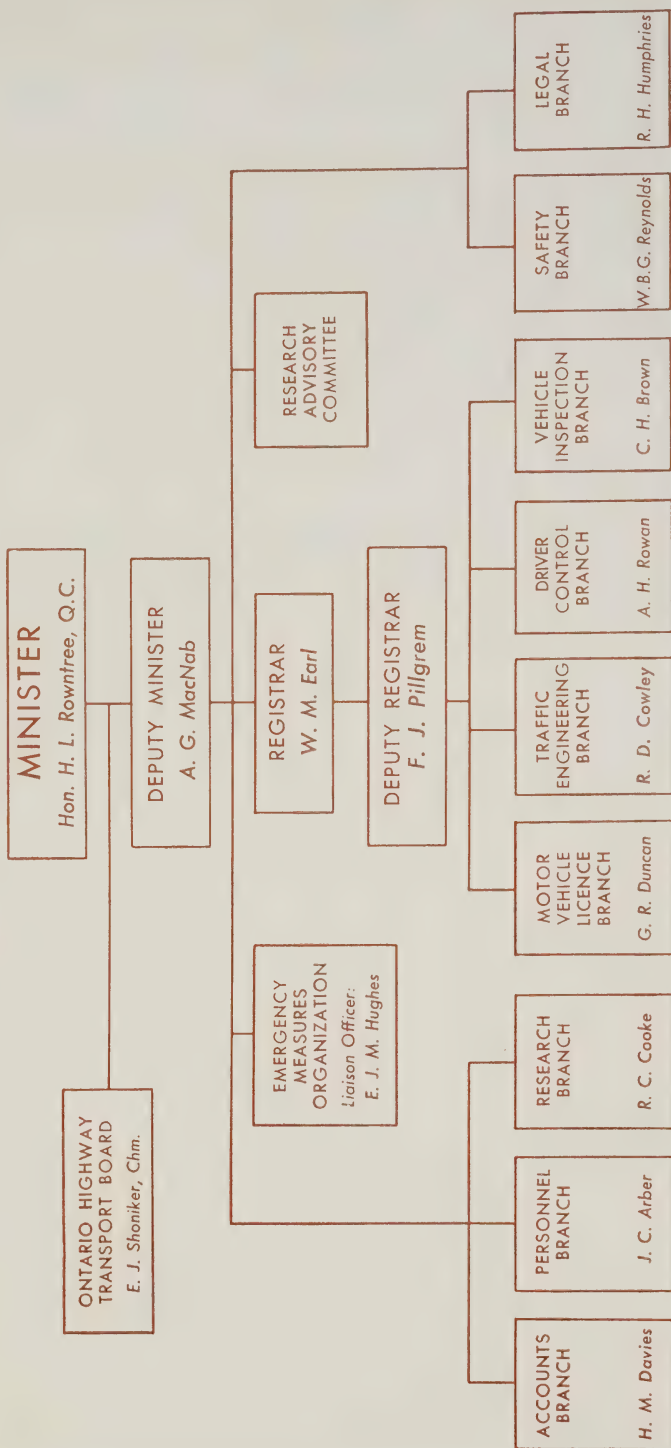 MINISTER
Hon. H. L. Rowntree, Q.C.
ONTARIO HIGHWAY
TRANSPORT BOARD
E. J. Shoniker, Chm.
DEPUTY MINISTER
A. G. MacNab
EMERGENCY
MEASURES
ORGANIZATION
Liaison Officer:
E. J. M. Hughes
REGISTRAR
W. M. Earl
RESEARCH
ADVISORY
COMMITTEE
DEPUTY REGISTRAR
F. J. Pillgrem
ACCOUNTS
BRANCH
H. M. Davies
PERSONNEL
BRANCH
J. C. Arber
RESEARCH
BRANCH
R. C. Cooke
MOTOR
VEHICLE
LICENCE
BRANCH
G. R. Duncan
TRAFFIC
ENGINEERING
BRANCH
R. D. Cowley
DRIVER
CONTROL
BRANCH
A. H. Rowan
VEHICLE
INSPECTION
BRANCH
C. H. Brown
SAFETY
BRANCH
W.B.G. Reynolds
LEGAL
BRANCH
R. H. Humphries